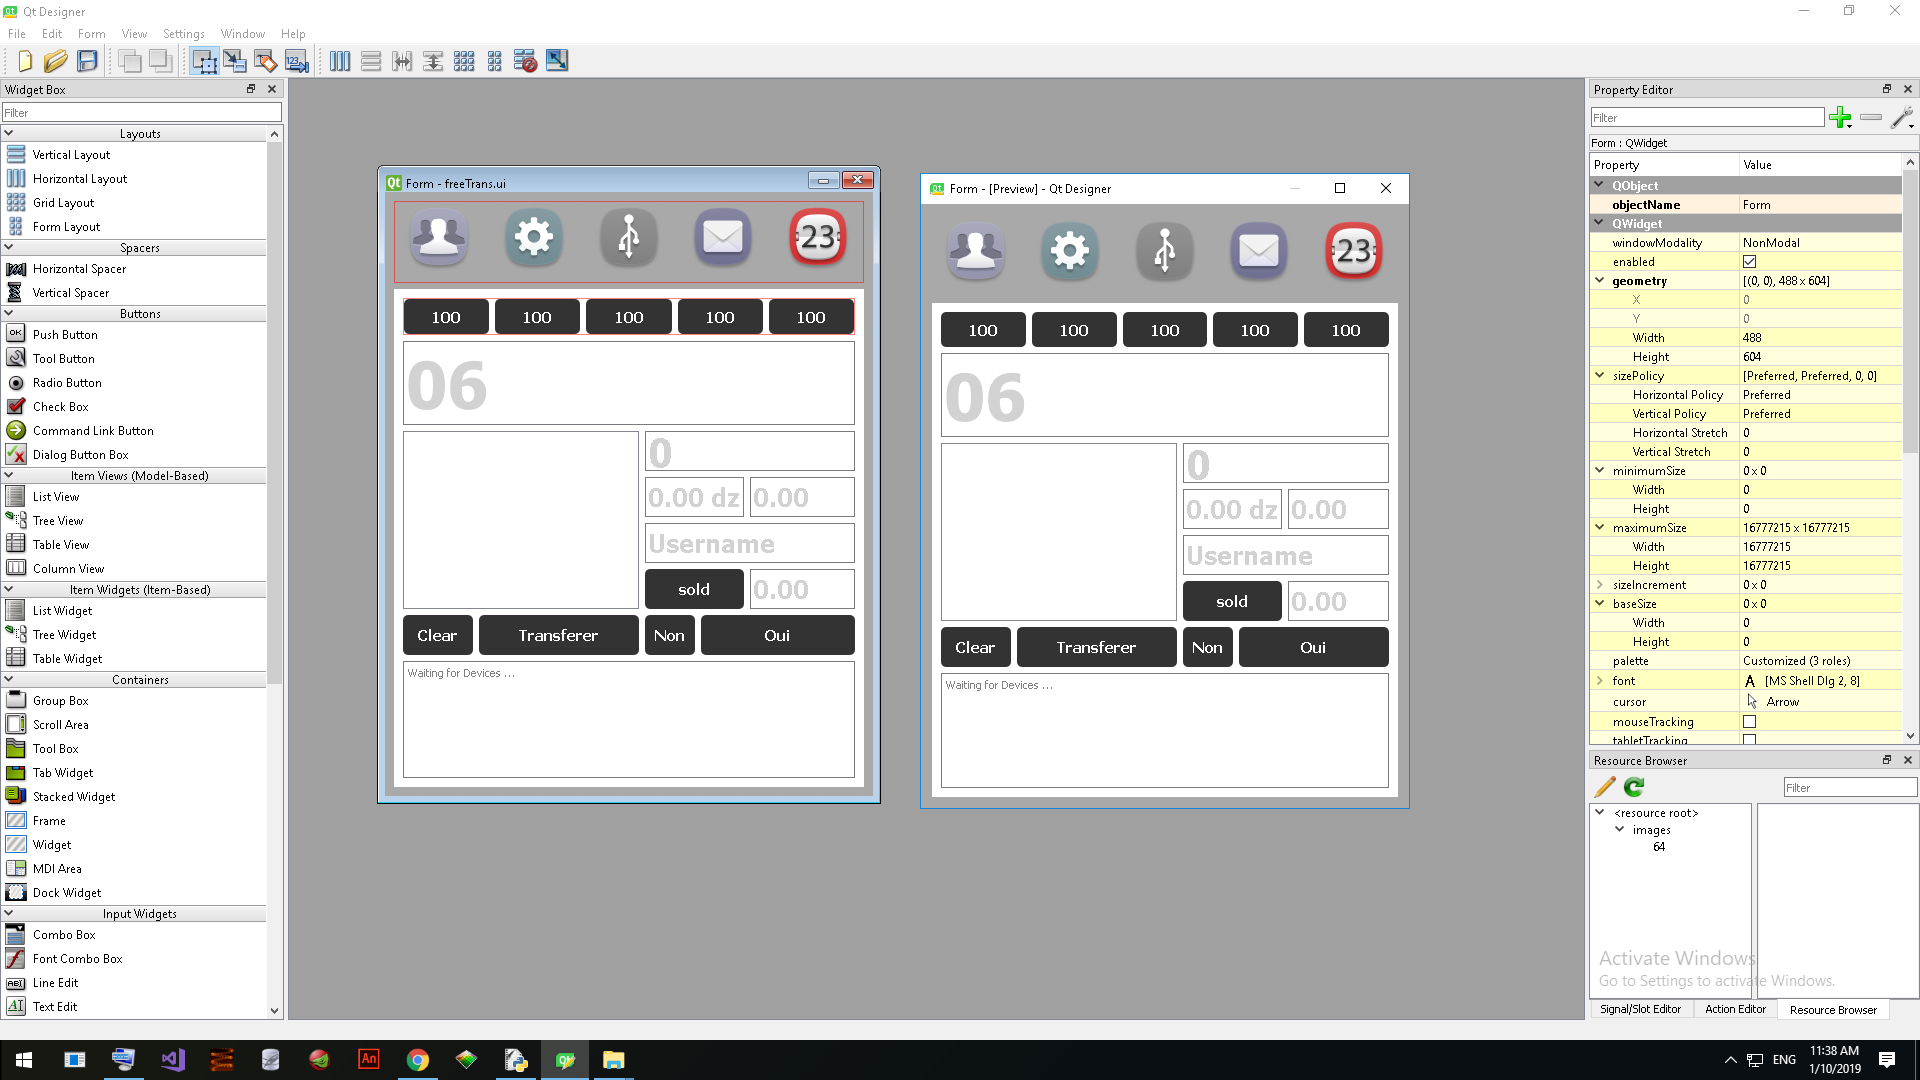 Qt Designer
File Edit Form View Settings Window Help
Widget Box
Filter
Layouts
Vertical Layout
Horizontal Layout
Grid Layout
Form Layout
Spacers
Horizontal Spacer
Vertical Spacer
Buttons
Push Button
Tool Button
Radio Button
Check Box
Command Link Button
Dialog Button Box
Item Views (Model-Based)
List View
Tree View
Table View
Column View
Item Widgets (Item-Based)
List Widget
Tree Widget
Table Widget
Containers
Group Box
Scroll Area
Tool Box
Tab Widget
Stacked Widget
Frame
Widget
MDI Area
Dock Widget
Input Widgets
Combo Box
Font Combo Box
Line Edit
Text Edit
Form - freeTrans.ui
23
100 100 100 100 100
06
0
0.00 dz 0.00
Username
sold 0.00
Clear Transferer Non Oui
Waiting for Devices ...
Form - [Preview] - Qt Designer
23
100 100 100 100 100
06
0
0.00 dz 0.00
Username
sold 0.00
Clear Transferer Non Oui
Waiting for Devices ...
Property Editor
Filter
Form : QWidget
Property Value
QObject
objectName Form
QWidget
windowModality NonModal
enabled
geometry [(0, 0), 488 x 604]
X 0
Y 0
Width 488
Height 604
sizePolicy [Preferred, Preferred, 0, 0]
Horizontal Policy Preferred
Vertical Policy Preferred
Horizontal Stretch 0
Vertical Stretch 0
minimumSize 0 x 0
Width 0
Height 0
maximumSize 16777215 x 16777215
Width 16777215
Height 16777215
sizeIncrement 0 x 0
baseSize 0 x 0
Width 0
Height 0
palette Customized (3 roles)
font A [MS Shell Dlg 2, 8]
cursor Arrow
mouseTracking
tabletTracking
Resource Browser
Filter
<resource root>
images
64
Activate Windows
Go to Settings to activate Windows.
Signal/Slot Editor Action Editor Resource Browser
An
ENG
11:38 AM
1/10/2019